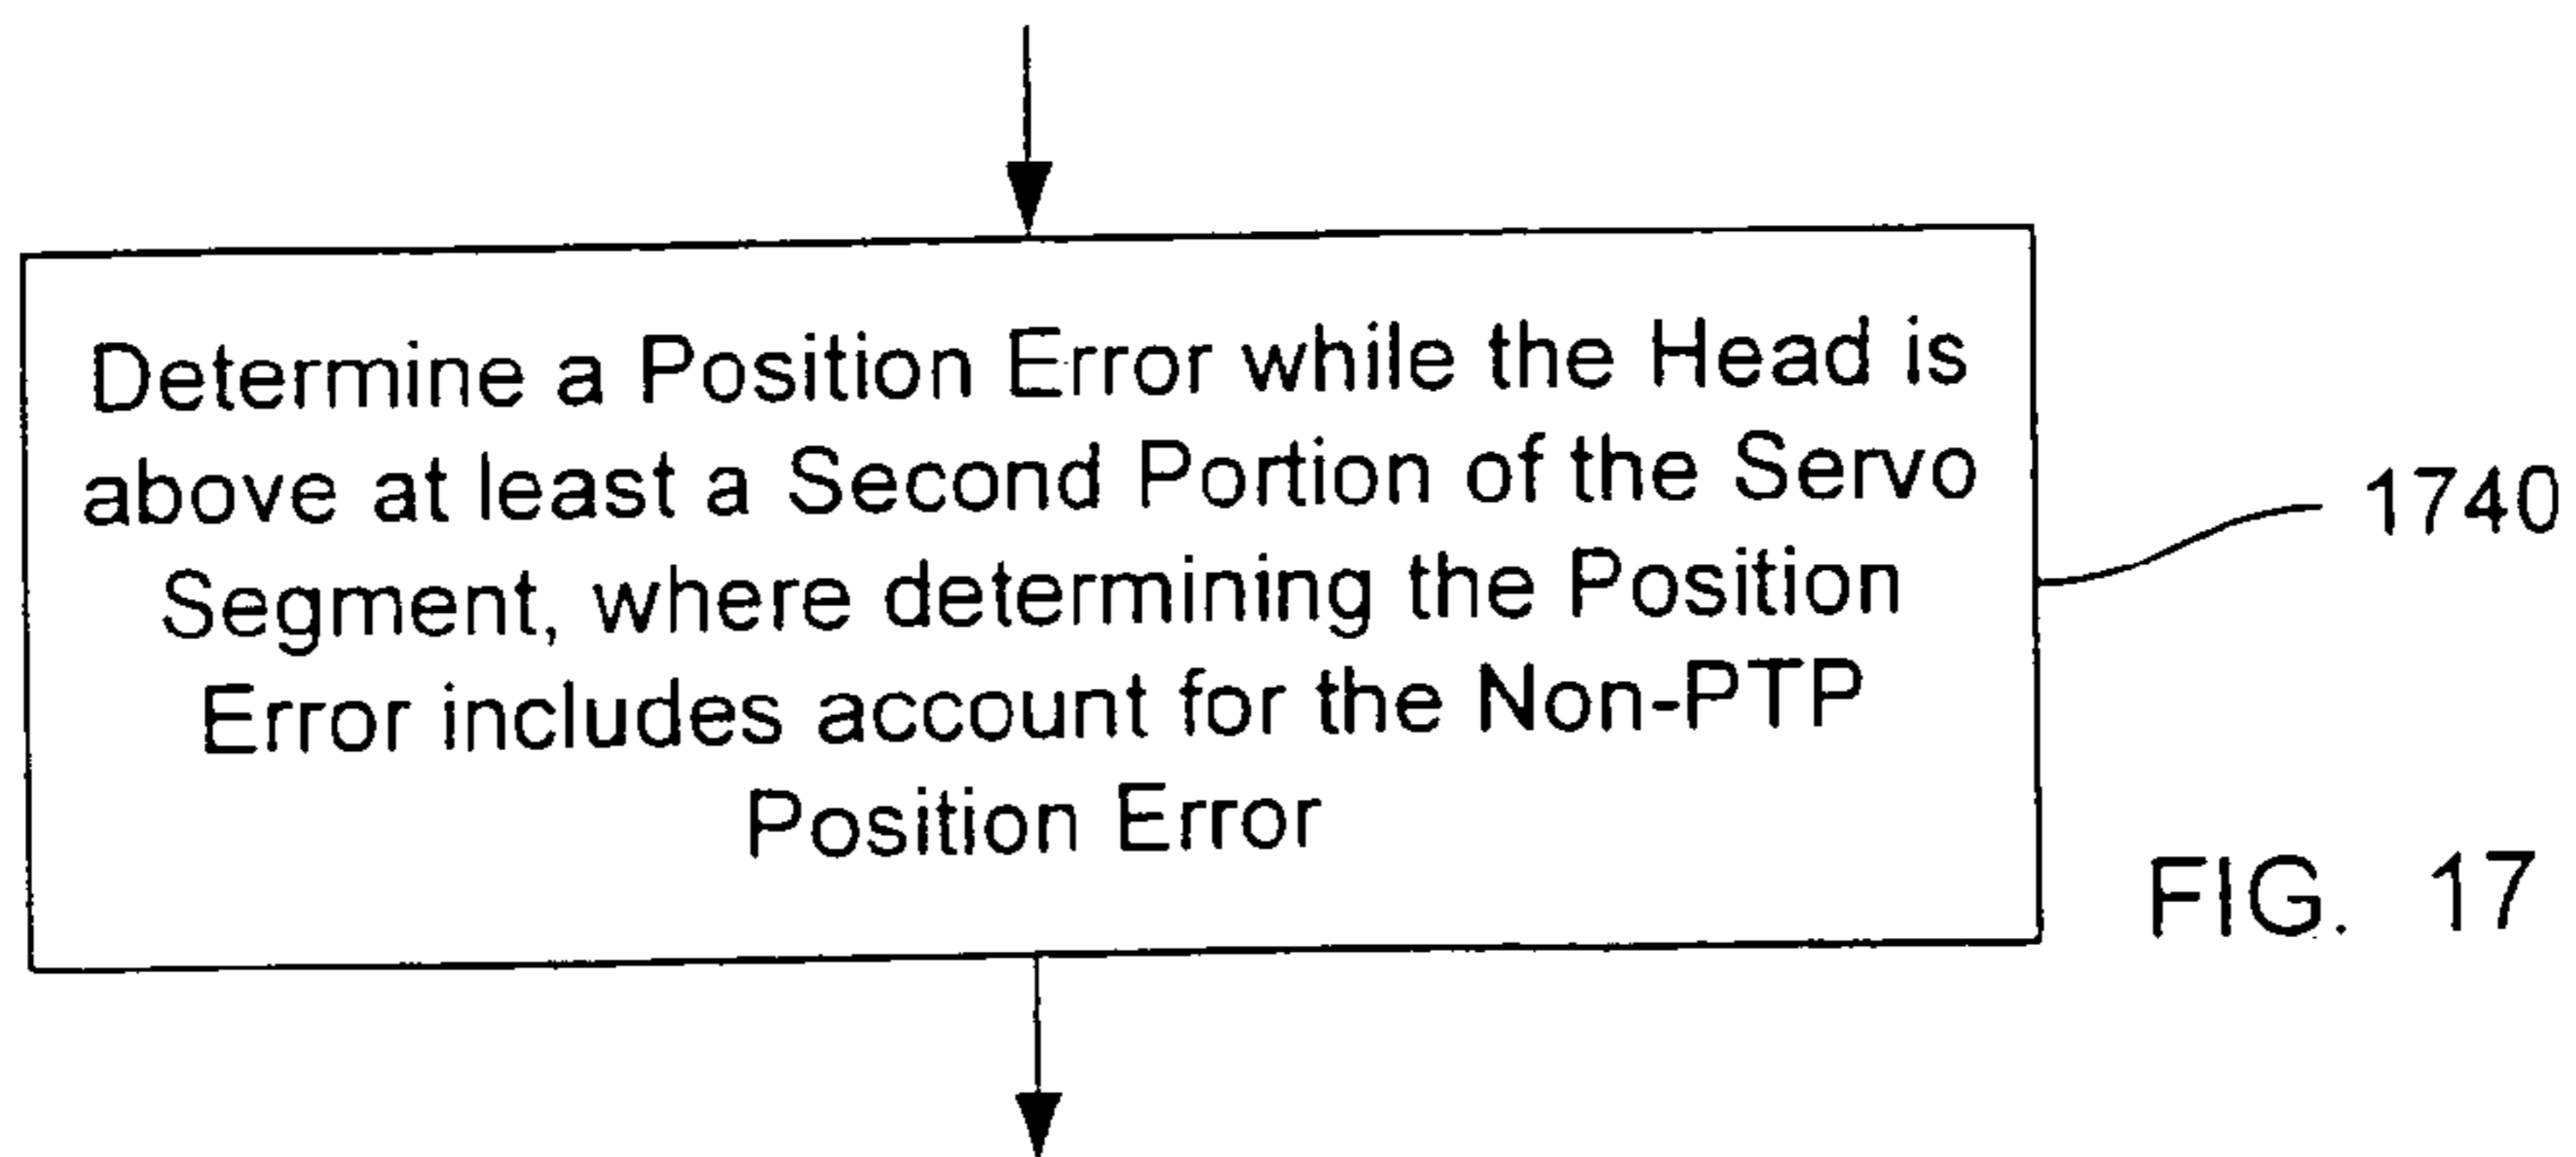 Determine a Position Error while the Head is
above at least a Second Portion of the Servo
Segment, where determining the Position
Error includes account for the Non-PTP
Position Error
1740
FIG. 17